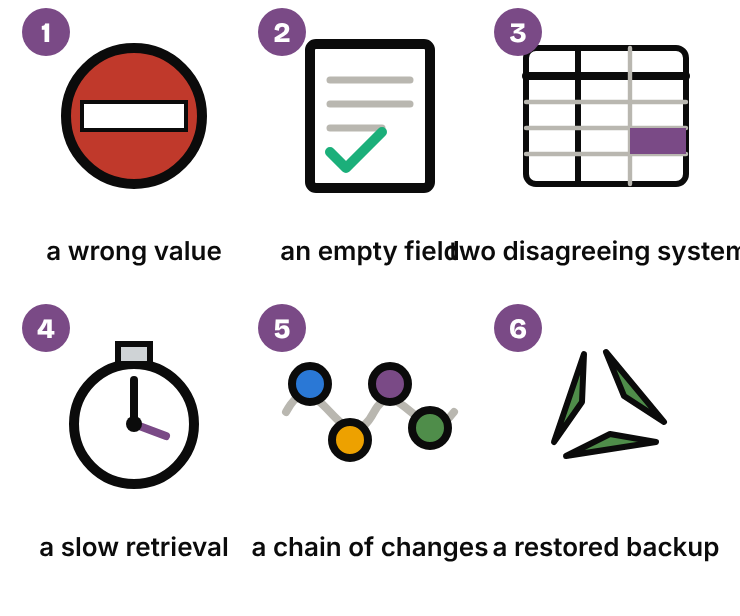 1
2
3
a wrong value
an empty field
two disagreeing system
4
5
6
a slow retrieval
a chain of changes
a restored backup